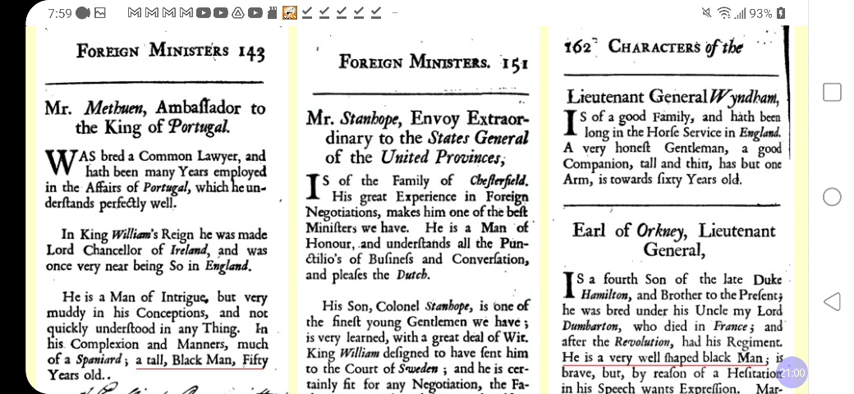 7:59
93%
FOREIGN MINISTERS 143
Mr. Methuen, Ambaſſador to
the King of Portugal.
WAS bred a Common Lawyer, and
hath been many Years employed
in the Affairs of Portugal, which he un-
derſtands perfectly well.
In King William's Reign he was made
Lord Chancellor of Ireland, and was
once very near being So in England.
He is a Man of Intrigue, but very
muddy in his Conceptions, and not
quickly underſtood in any Thing. In
his Complexion and Manners, much
of a Spaniard; a tall, Black Man, Fifty
Years old..
FOREIGN MINISTERS. 151
Mr. Stanhope, Envoy Extraor-
dinary to the States General
of the United Provinces,
IS of the Family of Cheſterfield.
His great Experience in Foreign
Negotiations, makes him one of the beſt
Miniſters we have. He is a Man of
Honour, and underſtands all the Pun-
ctilio's of Buſineſs and Converſation,
and pleaſes the Dutch.
His Son, Colonel Stanhope, is one of
the fineſt young Gentlemen we have;
is very learned, with a great deal of Wit.
King William deſigned to have ſent him
to the Court of Sweden; and he is cer-
tainly fit for any Negotiation, the Fa-
162 CHARACTERS of the
Lieutenant General Wyndham,
IS of a good Family, and hath been
long in the Horſe Service in England.
A very honeſt Gentleman, a good
Companion, tall and thin, has but one
Arm, is towards ſixty Years old.
Earl of Orkney, Lieutenant
General,
IS a fourth Son of the late Duke
Hamilton, and Brother to the Preſent;
he was bred under his Uncle my Lord
Dumbarton, who died in France; and
after the Revolution, had his Regiment.
He is a very well ſhaped black Man; is
brave, but, by reaſon of a Heſitation
in his Speech wants Expreſſion. Mar-
21:00